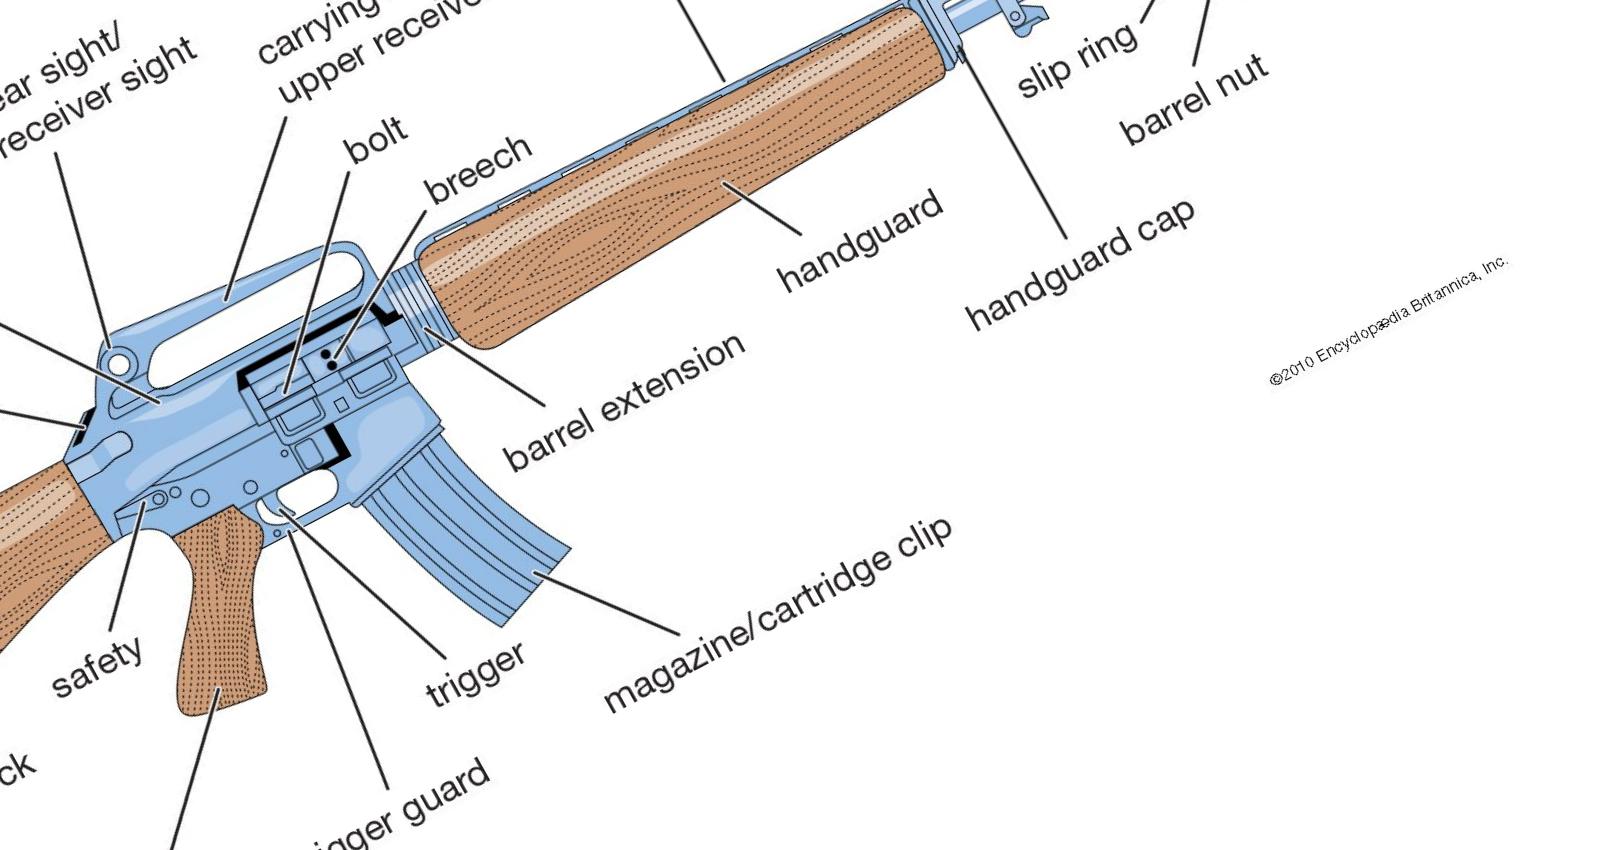 ear sight/
receiver sight
carrying
upper receive
bolt
breech
slip ring
barrel nut
handguard
handguard cap
barrel extension
©2010 Encyclopædia Britannica, Inc.
magazine/cartridge clip
safety
trigger
ck
igger guard